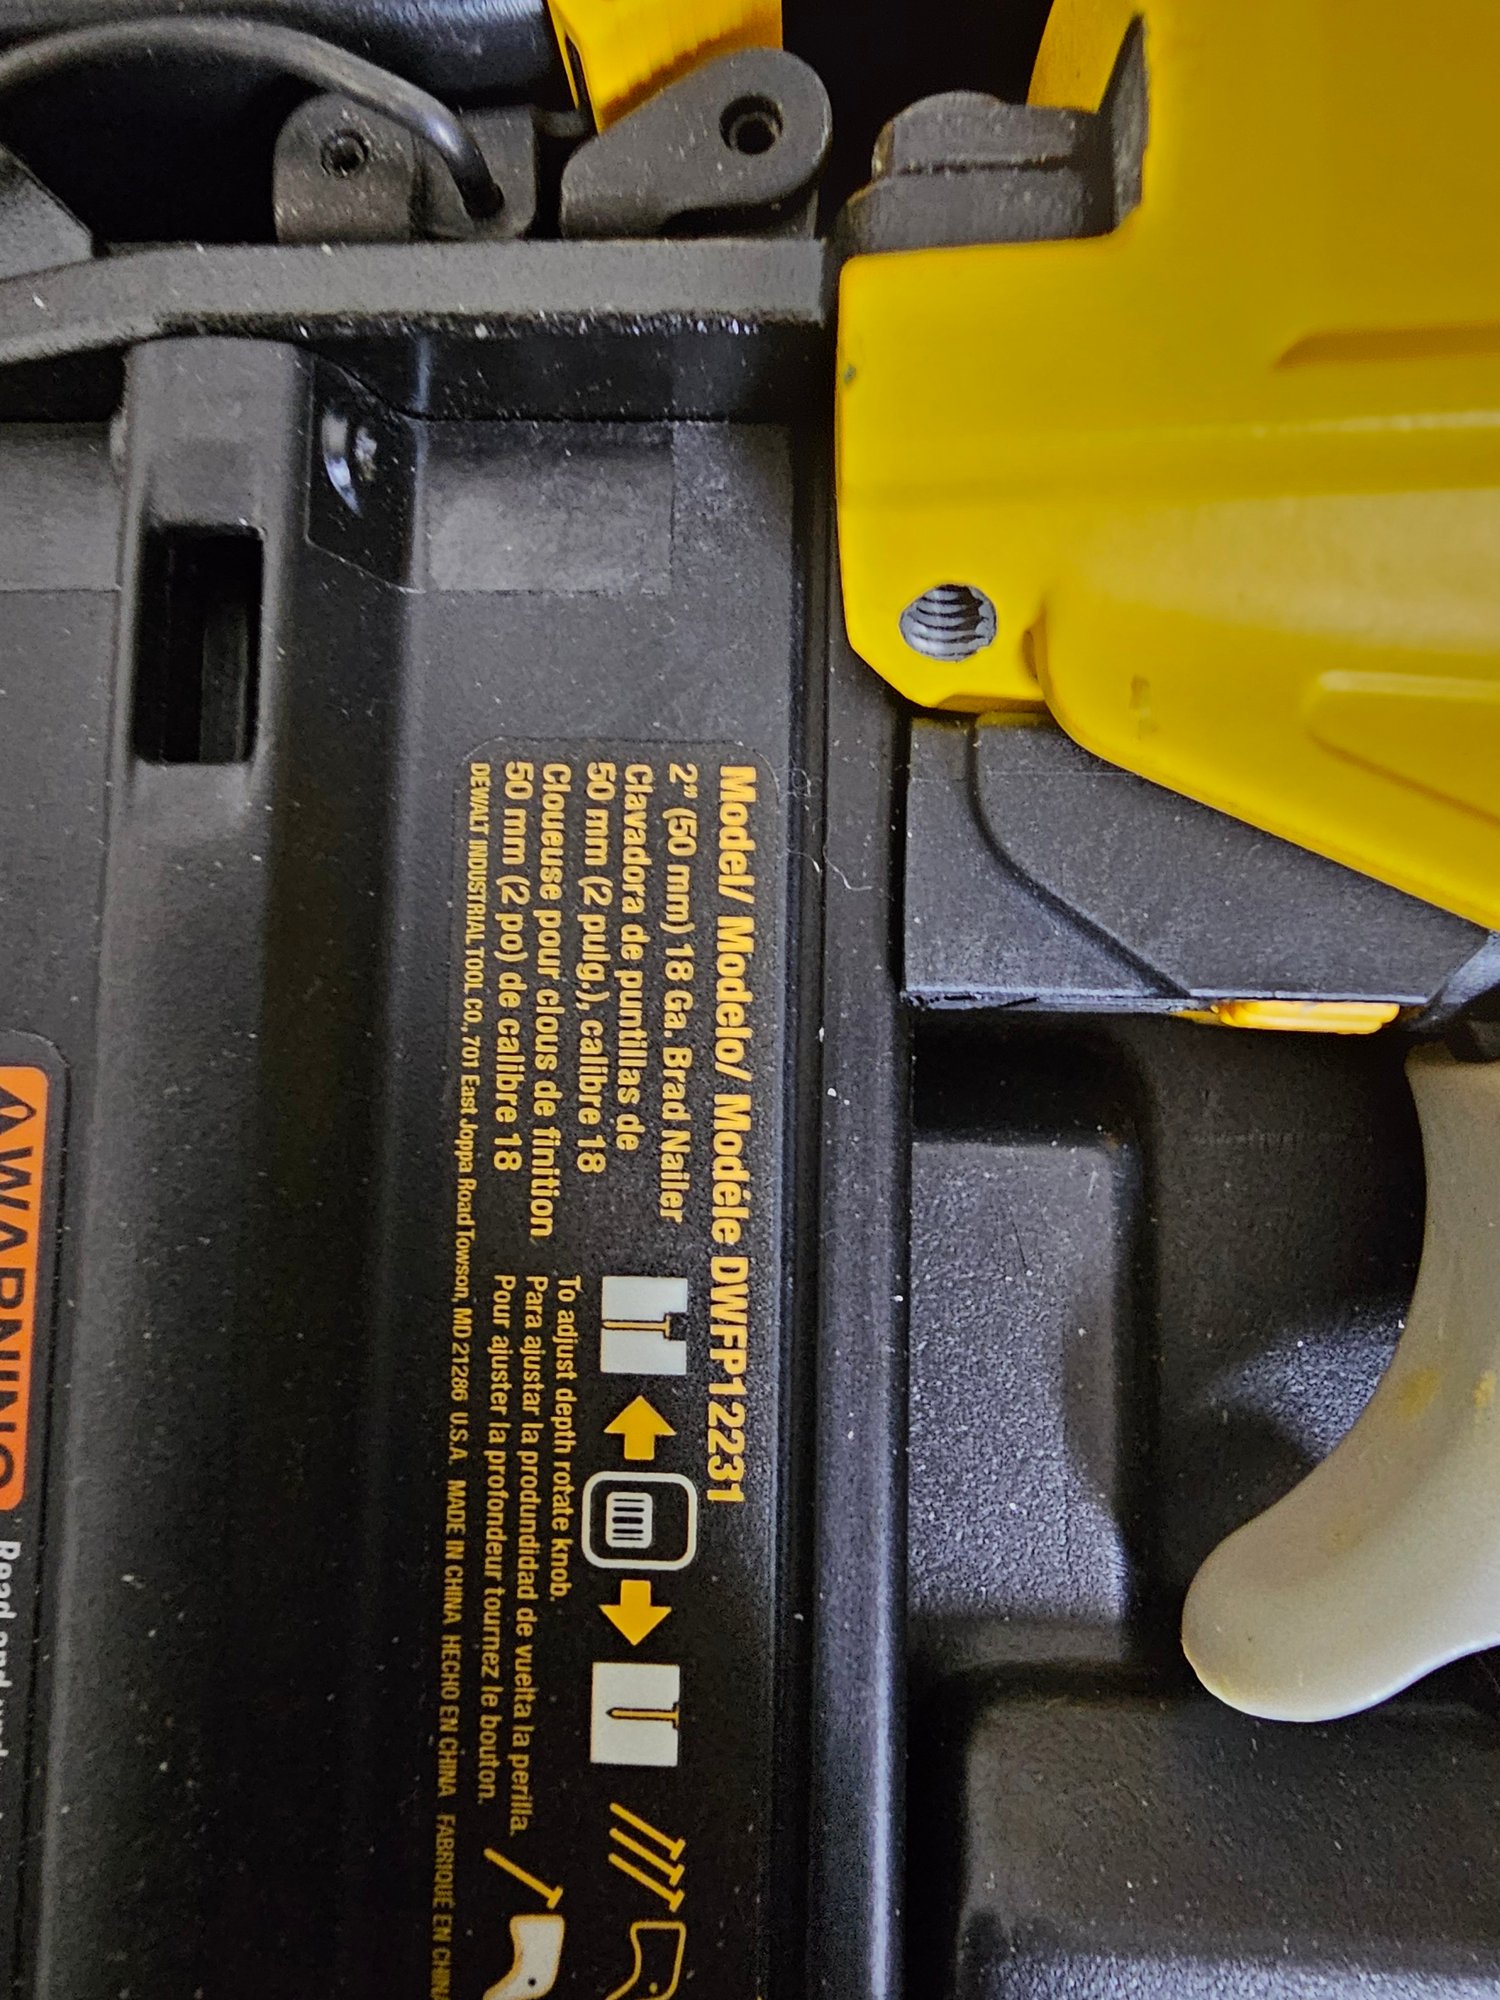 Model/ Modelo/ Modéle DWFP12231
2" (50 mm) 18 Ga. Brad Nailer
Clavadora de puntillas de
50 mm (2 pulg.), calibre 18
Cloueuse pour clous de finition
50 mm (2 po) de calibre 18
To adjust depth rotate knob.
Para ajustar la produndidad de vuelta la perilla.
Pour ajuster la profondeur tournez le bouton.
DEWALT INDUSTRIAL TOOL CO., 701 East Joppa Road Towson, MD 21286 U.S.A. MADE IN CHINA HECHO EN CHINA FABRIQUÉ EN CHINE
WARNING
Read and